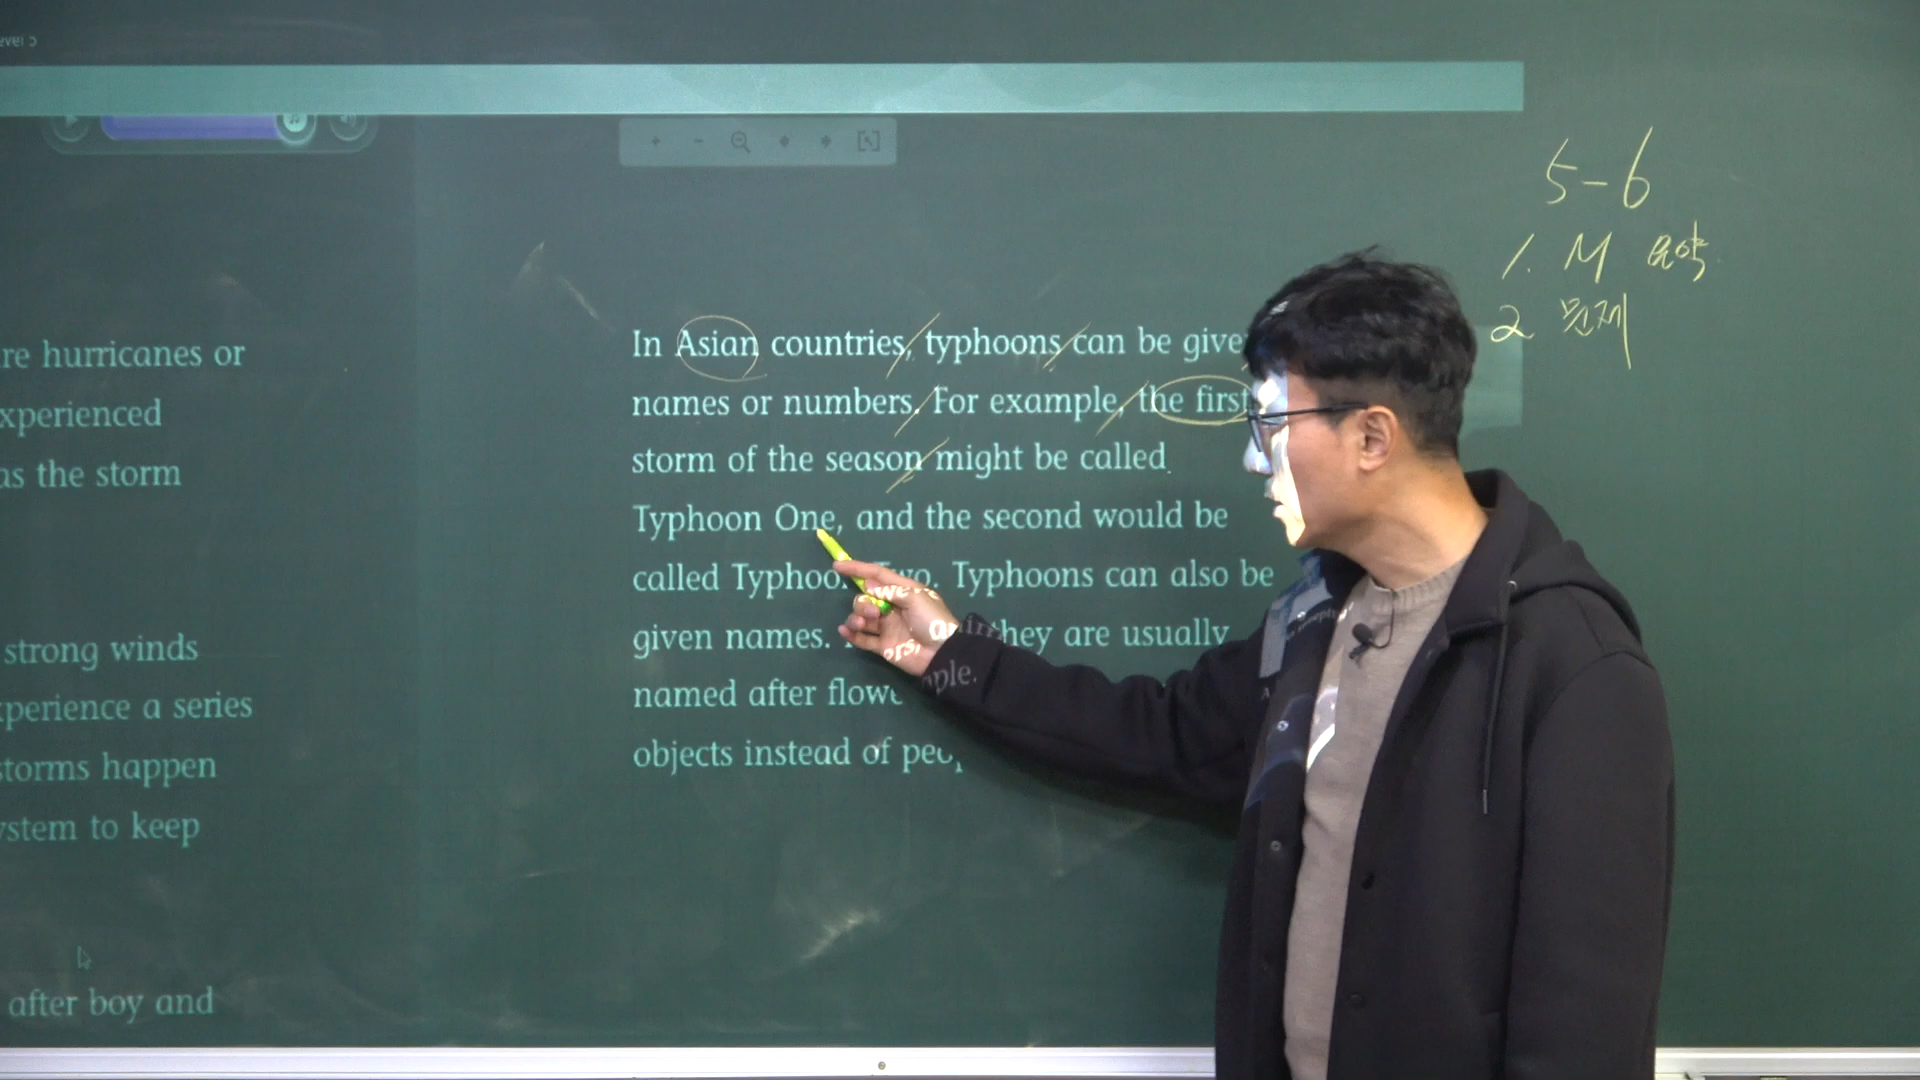 re hurricanes or
xperienced
as the storm
strong winds
xperience a series
storms happen
ystem to keep
after boy and
In Asian countries, typhoons can be give
names or numbers. For example, the first
storm of the season might be called
Typhoon One, and the second would be
called Typhoon Two. Typhoons can also be
given names. they are usually
named after flowe
objects instead of peop
5-6
1. M 요약
2 문제